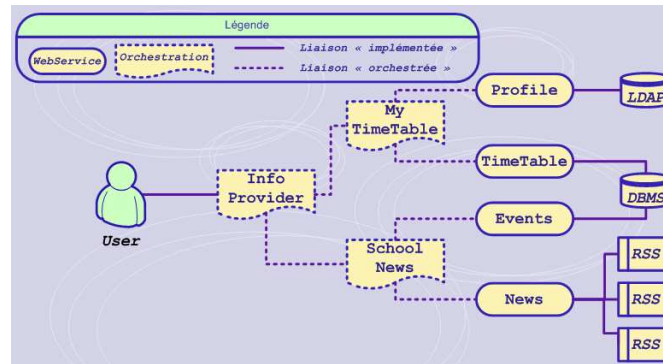 Légende
WebService
Orchestration
Liaison « implémentée »
Liaison « orchestrée »
Profile
LDAP
My
TimeTable
TimeTable
Info
Provider
DBMS
User
Events
School
News
RSS
News
RSS
RSS